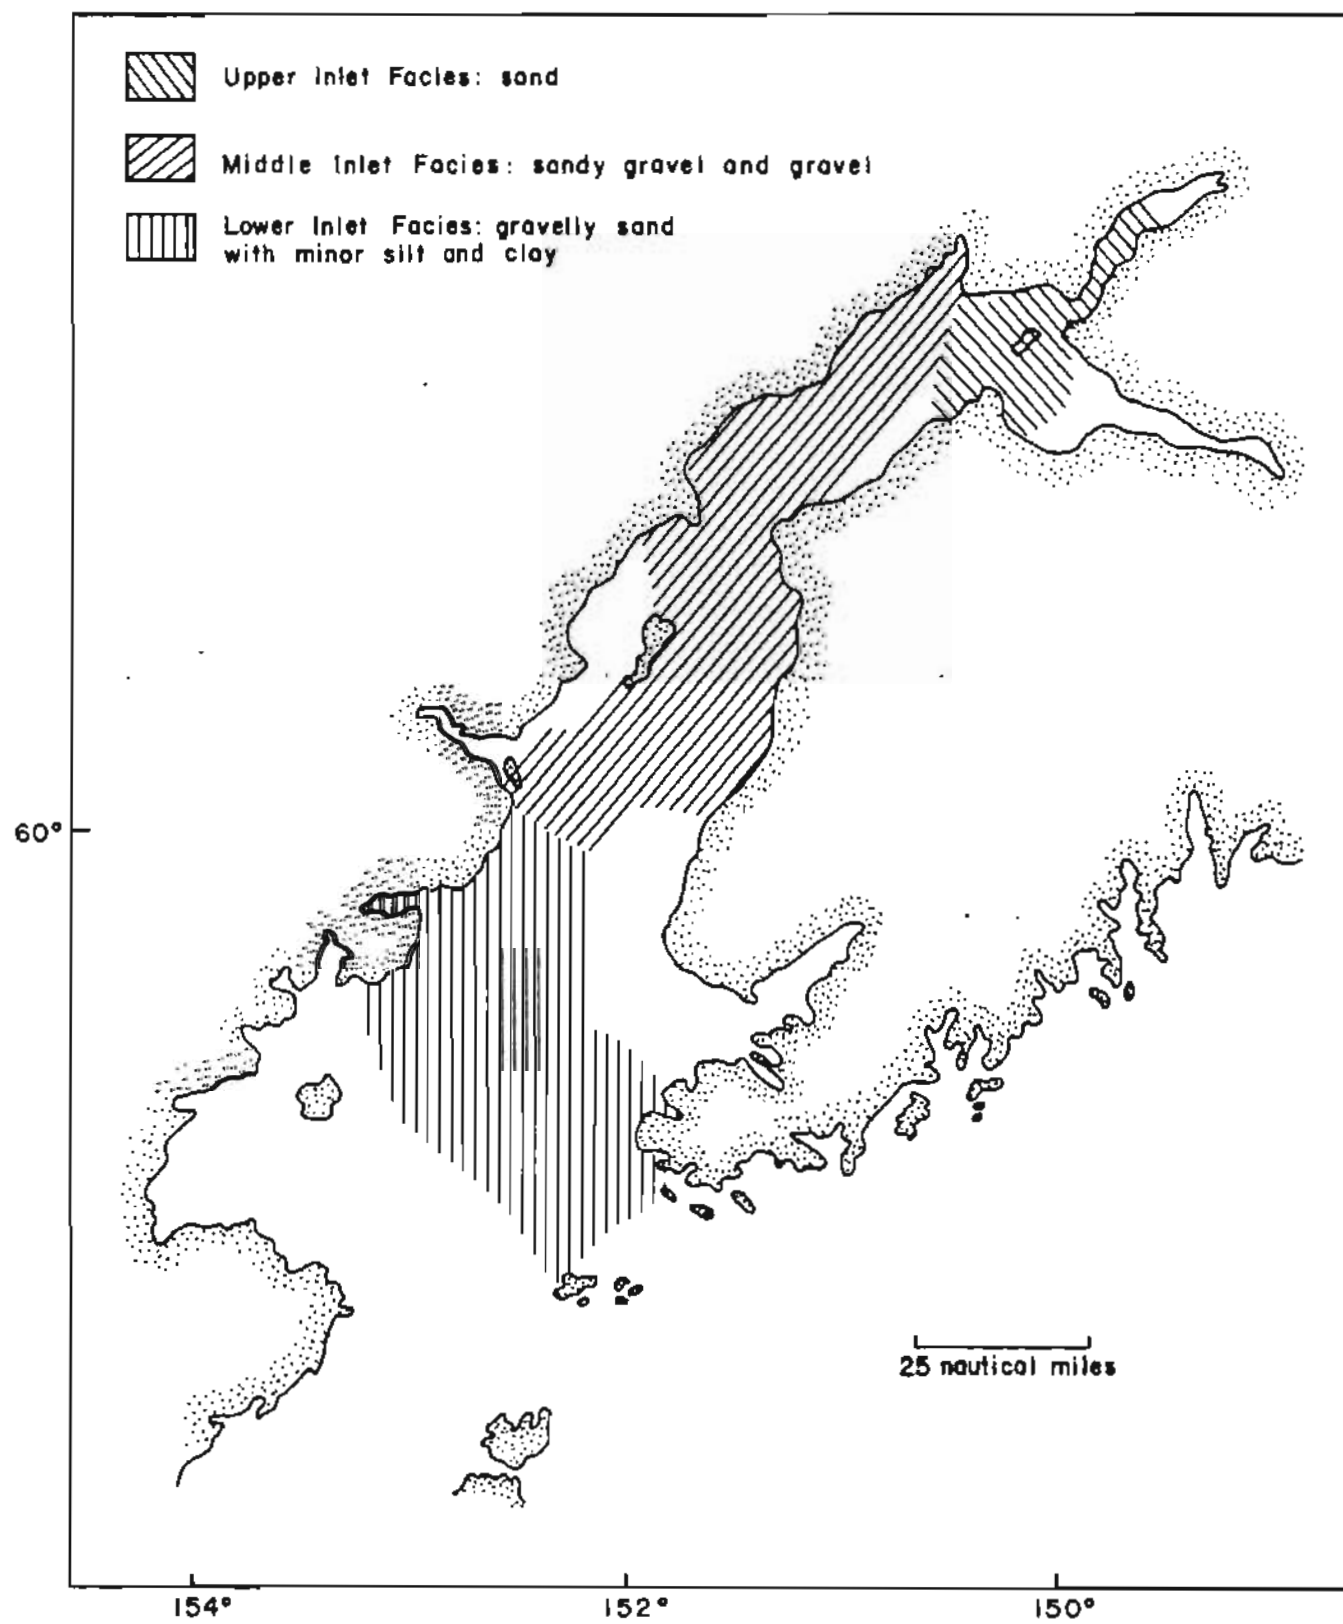 Upper Inlet Facies: sand
Middle Inlet Facies: sandy gravel and gravel
Lower Inlet Facies: gravelly sand
with minor silt and clay
60°
25 nautical miles
154°
152°
150°